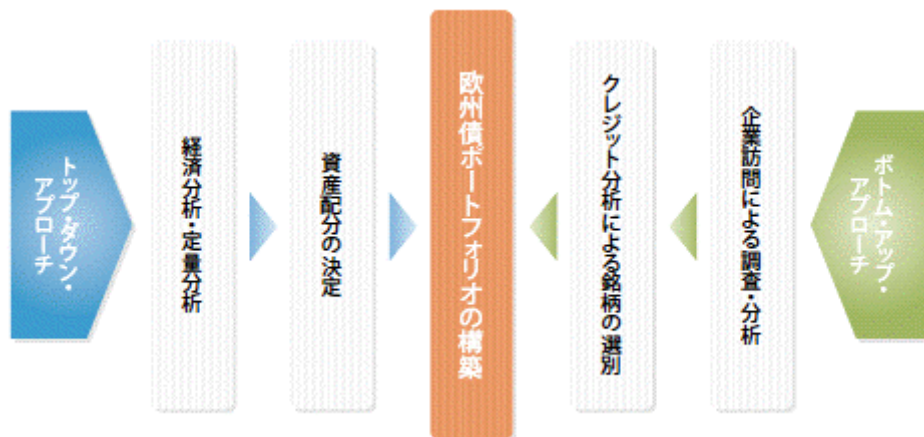 トップ・ダウン・
アプローチ
経済分析・定量分析
資産配分の決定
欧州債ポートフォリオの構築
クレジット分析による銘柄の選別
企業訪問による調査・分析
ボトム・アップ・
アプローチ